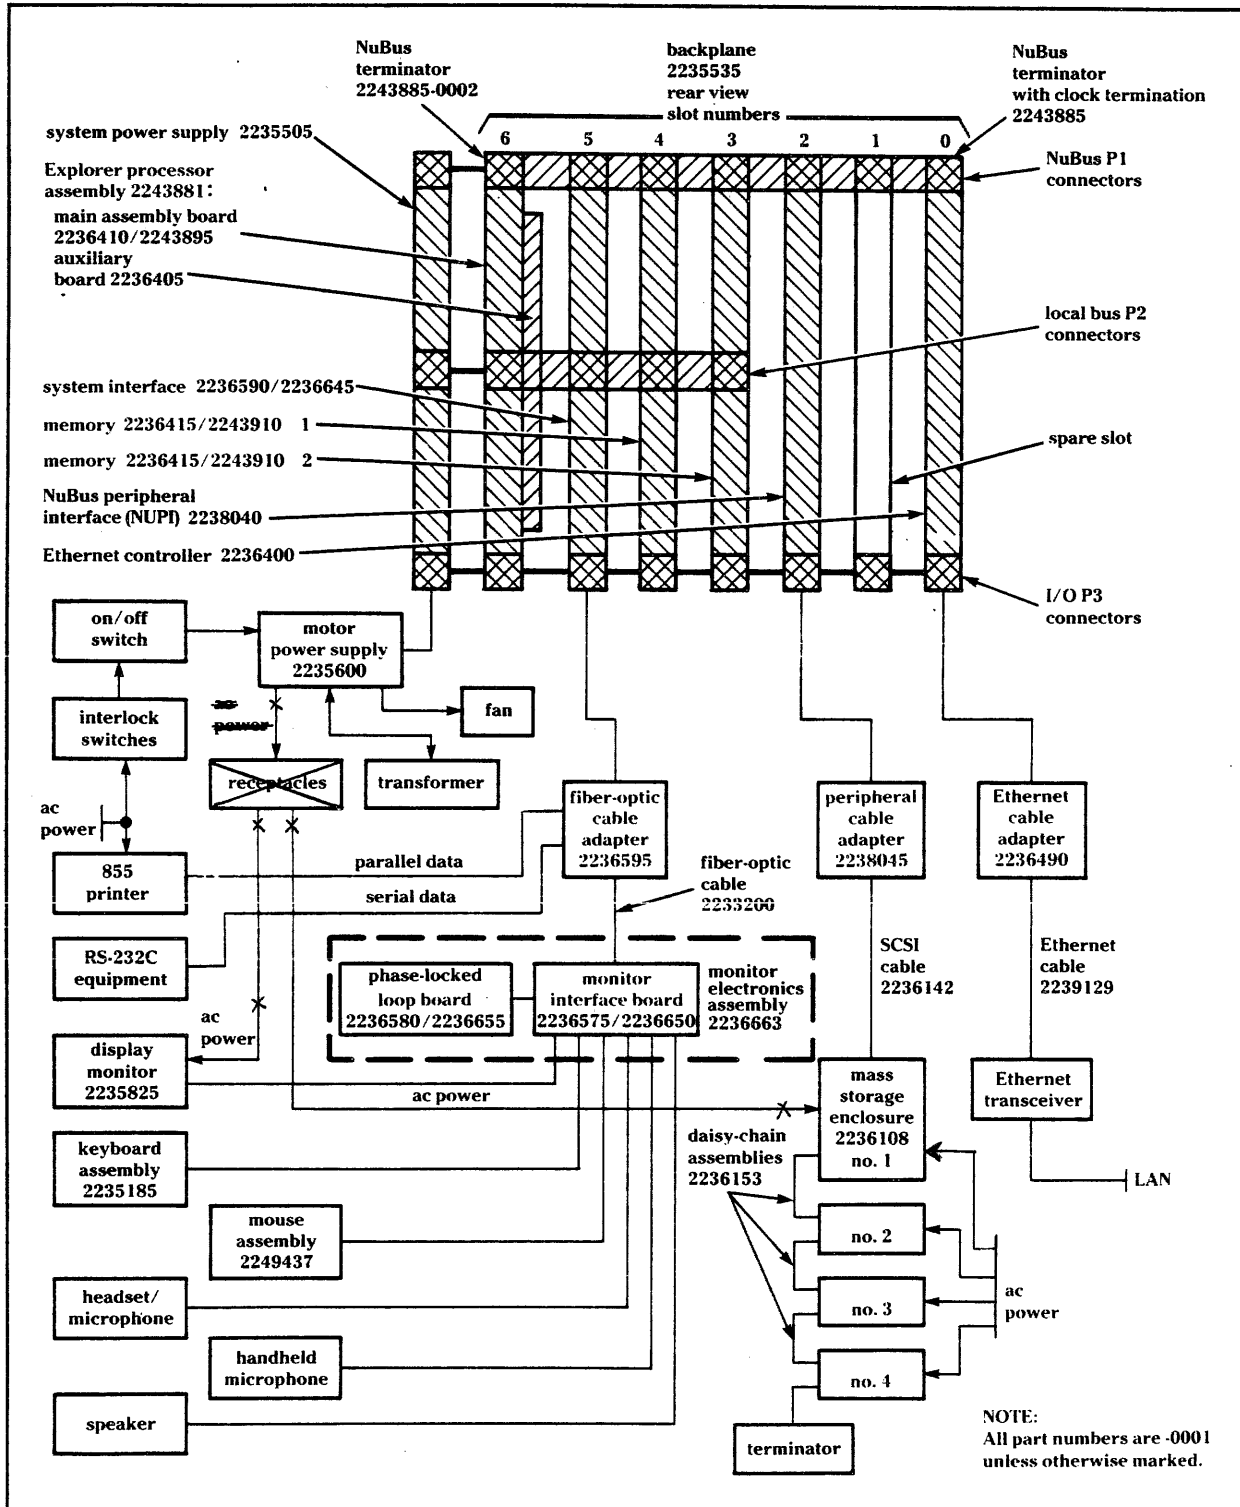 NuBus
terminator
2243885-0002
backplane
2235535
rear view
slot numbers
NuBus
terminator
with clock termination
2243885
6 5 4 3 2 1 0
system power supply 2235505
Explorer processor
assembly 2243881:
main assembly board
2236410/2243895
auxiliary
board 2236405
NuBus P1
connectors
local bus P2
connectors
system interface 2236590/2236645
memory 2236415/2243910 1
memory 2236415/2243910 2
spare slot
NuBus peripheral
interface (NUPI) 2238040
Ethernet controller 2236400
I/O P3
connectors
on/off
switch
motor
power supply
2235600
interlock
switches
ac
power
fan
receptacles
transformer
ac
power
855
printer
parallel data
serial data
fiber-optic
cable
adapter
2236595
peripheral
cable
adapter
2238045
Ethernet
cable
adapter
2236490
fiber-optic
cable
2233200
RS-232C
equipment
SCSI
cable
2236142
Ethernet
cable
2239129
phase-locked
loop board
2236580/2236655
monitor
interface board
2236575/2236650
monitor
electronics
assembly
2236663
ac
power
display
monitor
2235825
ac power
mass
storage
enclosure
2236108
no. 1
Ethernet
transceiver
keyboard
assembly
2235185
daisy-chain
assemblies
2236153
LAN
mouse
assembly
2249437
no. 2
headset/
microphone
no. 3
ac
power
handheld
microphone
no. 4
speaker
terminator
NOTE:
All part numbers are -0001
unless otherwise marked.